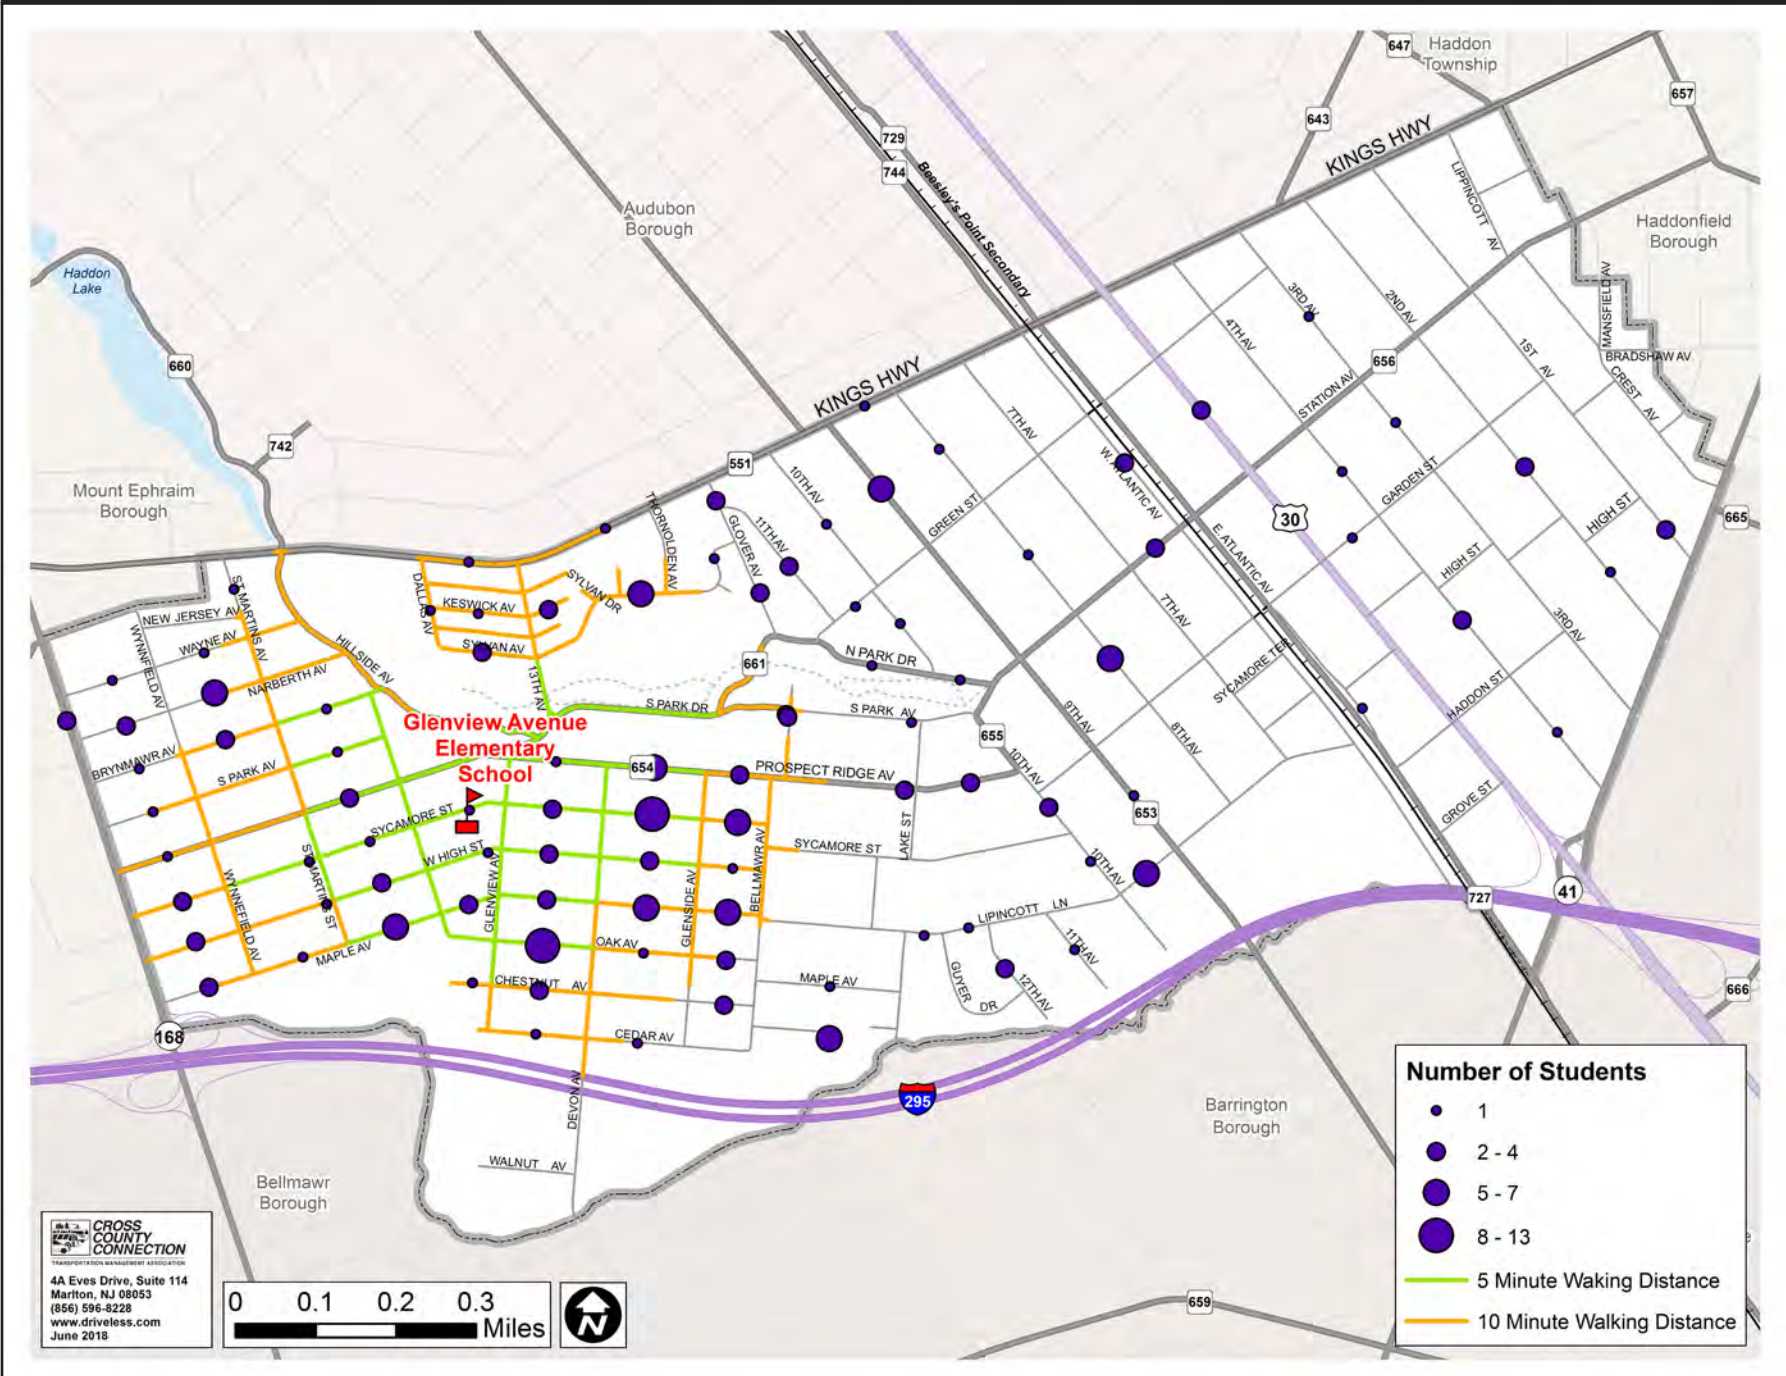 647
Haddon
Township
657
643
KINGS HWY
729
744
Beesley's Point Secondary
LIPPINCOTT AV
Audubon
Borough
Haddonfield
Borough
Haddon
Lake
MANSFIELD AV
3RD AV
2ND AV
4TH AV
1ST AV
BRADSHAW AV
656
660
CREST AV
STATION AV
KINGS HWY
7TH AV
742
551
W. ATLANTIC AV
10TH AV
GARDEN ST
Mount Ephraim
Borough
THORNOLDEN AV
GREEN ST
HIGH ST
665
30
GLOVER AV
11TH AV
E ATLANTIC AV
HIGH ST
ST MARTINS AV
DALLAS AV
SYLVAN DR
KESWICK AV
NEW JERSEY AV
7TH AV
3RD AV
WYNNFIELD AV
WAYNE AV
HILLSIDE AV
SYLVAN AV
N PARK DR
661
SYCAMORE TER
NARBERTH AV
13TH AV
HADDON ST
S PARK DR
S PARK AV
9TH AV
8TH AV
Glenview Avenue
Elementary
School
655
BRYNMAWR AV
S PARK AV
654
PROSPECT RIDGE AV
10TH AV
GROVE ST
653
SYCAMORE ST
LAKE ST
SYCAMORE ST
W HIGH ST
ST MARTINS ST
WYNNEFIELD AV
GLENVIEW AV
GLENSIDE AV
BELLMAWR AV
10TH AV
41
727
LIPINCOTT LN
MAPLE AV
OAK AV
11TH AV
GUYER DR
12TH AV
CHESTNUT AV
MAPLE AV
666
168
CEDAR AV
DEVON AV
295
WALNUT AV
Barrington
Borough
Bellmawr
Borough
659
Number of Students
1
2 - 4
5 - 7
8 - 13
5 Minute Waking Distance
10 Minute Walking Distance
CROSS
COUNTY
CONNECTION
TRANSPORTATION MANAGEMENT ASSOCIATION
4A Eves Drive, Suite 114
Marlton, NJ 08053
(856) 596-8228
www.driveless.com
June 2018
0 0.1 0.2 0.3
Miles
N